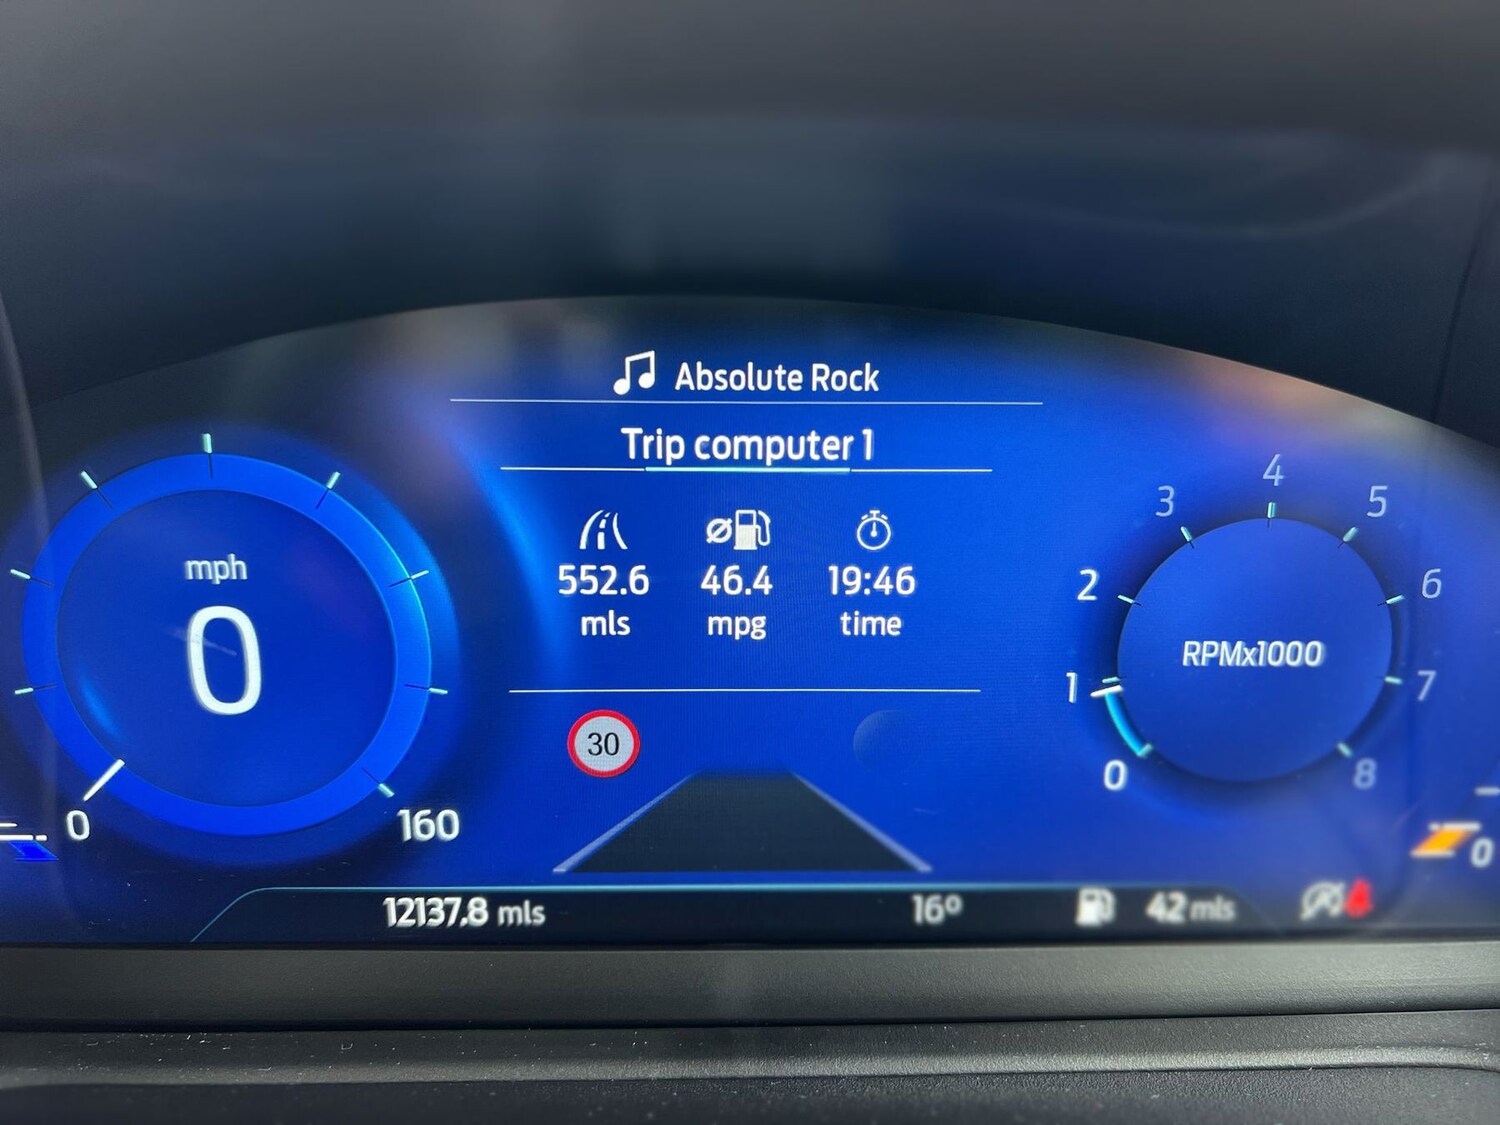 Absolute Rock
Trip computer 1
552.6 46.4 19:46
mls mpg time
mph
0
0 160
30
0 1 2 3 4 5 6 7 8
RPMx1000
0
12137.8 mls 16º 42 mls